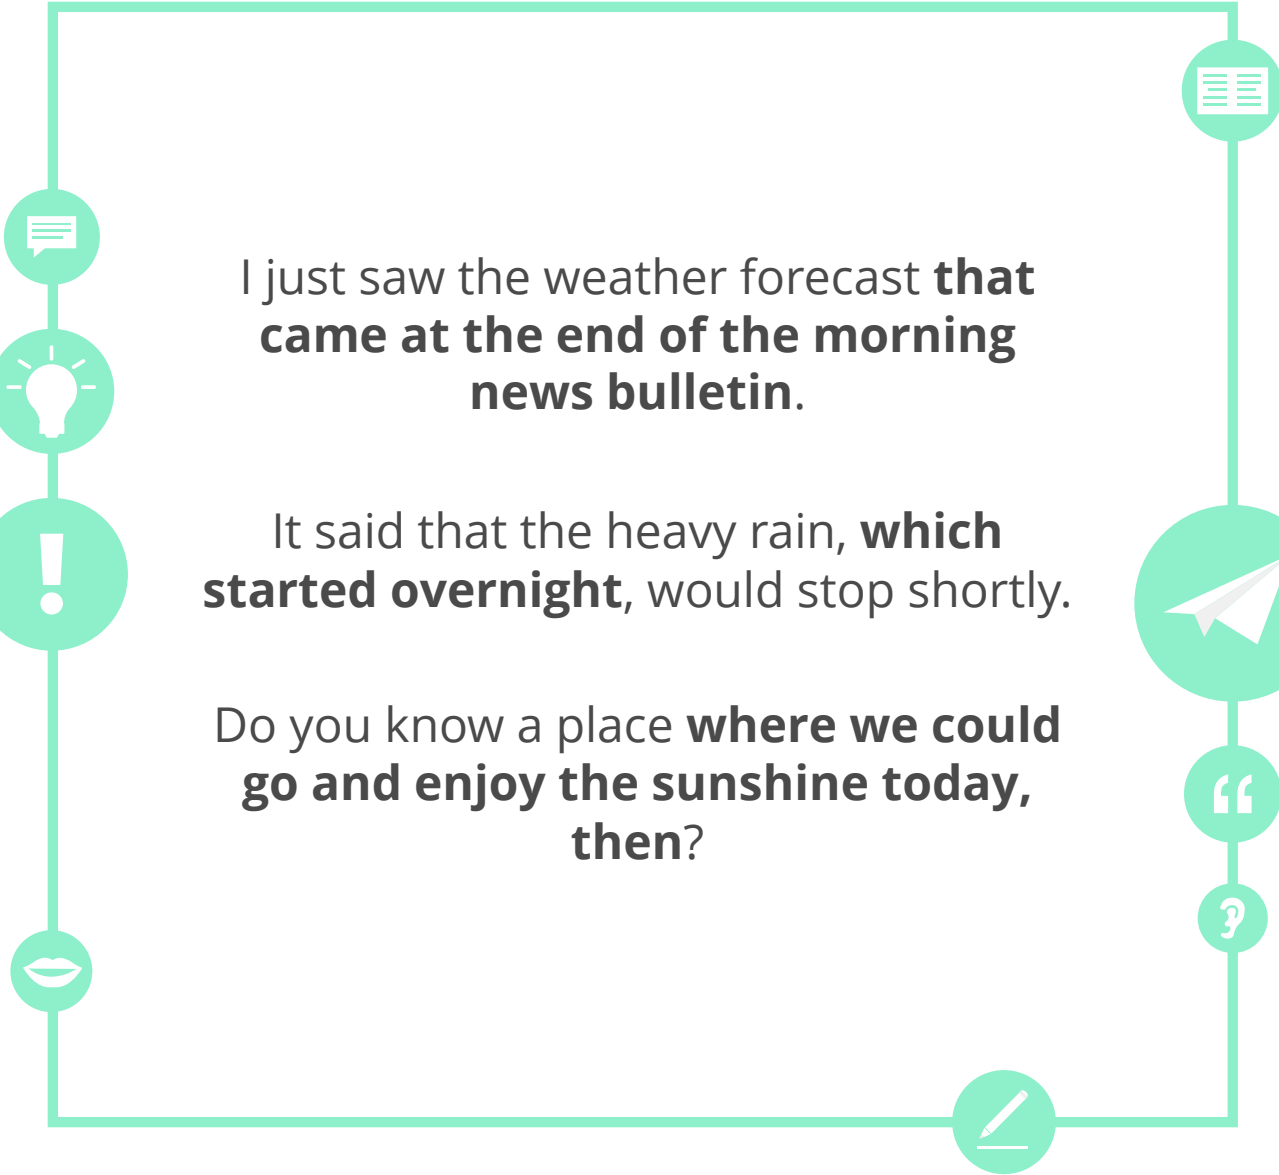 I just saw the weather forecast that
came at the end of the morning
news bulletin.
It said that the heavy rain, which
started overnight, would stop shortly.
Do you know a place where we could
go and enjoy the sunshine today,
then?